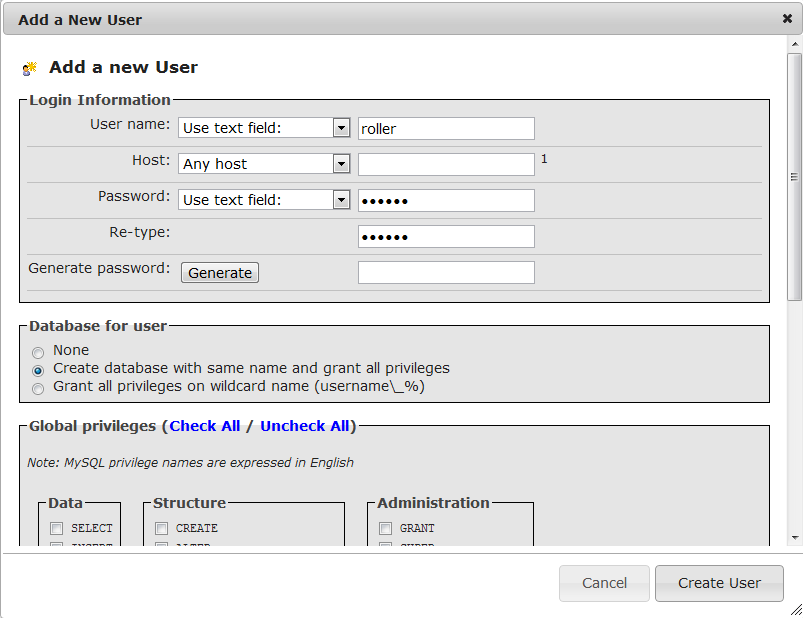 Add a New User
Add a new User
Login Information
User name: Use text field: roller
Host: Any host 1
Password: Use text field: ••••••
Re-type: ••••••
Generate password: Generate
Database for user
None
Create database with same name and grant all privileges
Grant all privileges on wildcard name (username\_%)
Global privileges (Check All / Uncheck All)
Note: MySQL privilege names are expressed in English
Data Structure Administration
SELECT CREATE GRANT
Cancel Create User